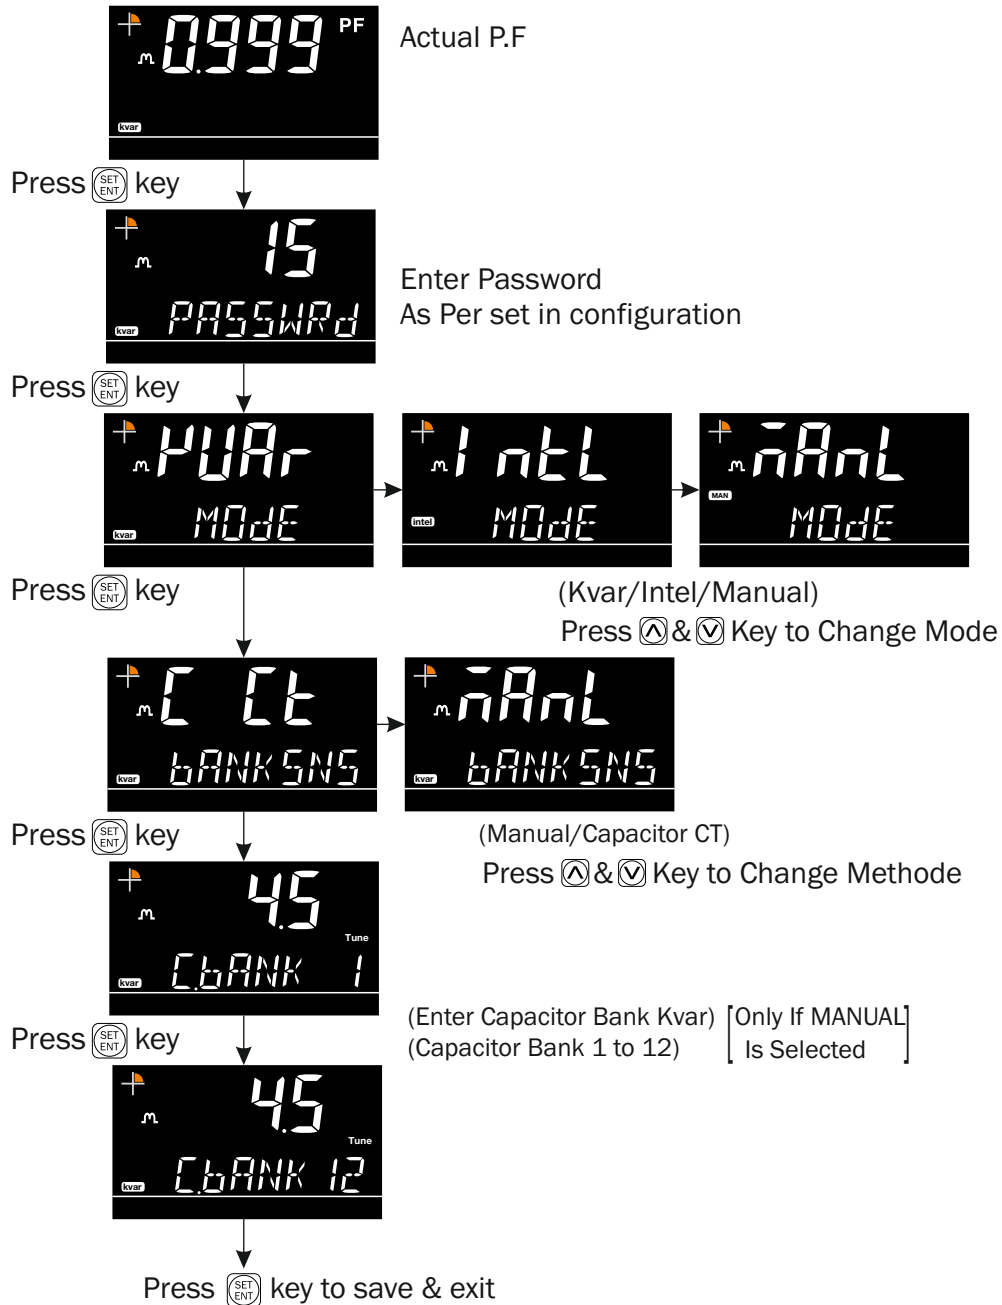 0.999 PF
Actual P.F
kvar
Press SET ENT key
15
Enter Password
PASSWRd
As Per set in configuration
kvar
Press SET ENT key
KVAr
IntL
MAnL
MAN
MOdE
MOdE
MOdE
kvar
intel
Press SET ENT key
(Kvar/Intel/Manual)
Press & Key to Change Mode
C Ct
MAnL
bANK SNS
bANK SNS
kvar
kvar
Press SET ENT key
(Manual/Capacitor CT)
Press & Key to Change Methode
4.5
Tune
C.bANK 1
kvar
(Enter Capacitor Bank Kvar) [Only If MANUAL
Press SET ENT key
(Capacitor Bank 1 to 12) Is Selected]
4.5
Tune
C.bANK 12
kvar
Press SET ENT key to save & exit